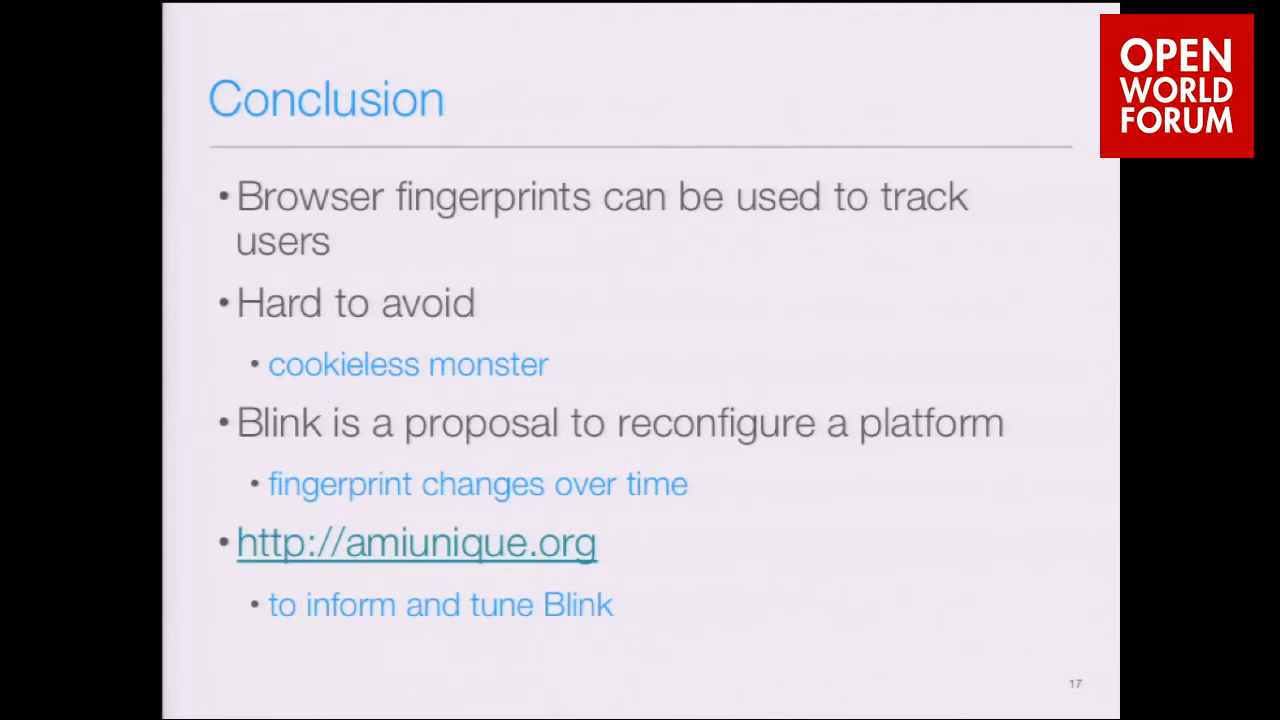 Conclusion
• Browser fingerprints can be used to track
users
• Hard to avoid
• cookieless monster
• Blink is a proposal to reconfigure a platform
• fingerprint changes over time
• http://amiunique.org
• to inform and tune Blink
17
OPEN
WORLD
FORUM